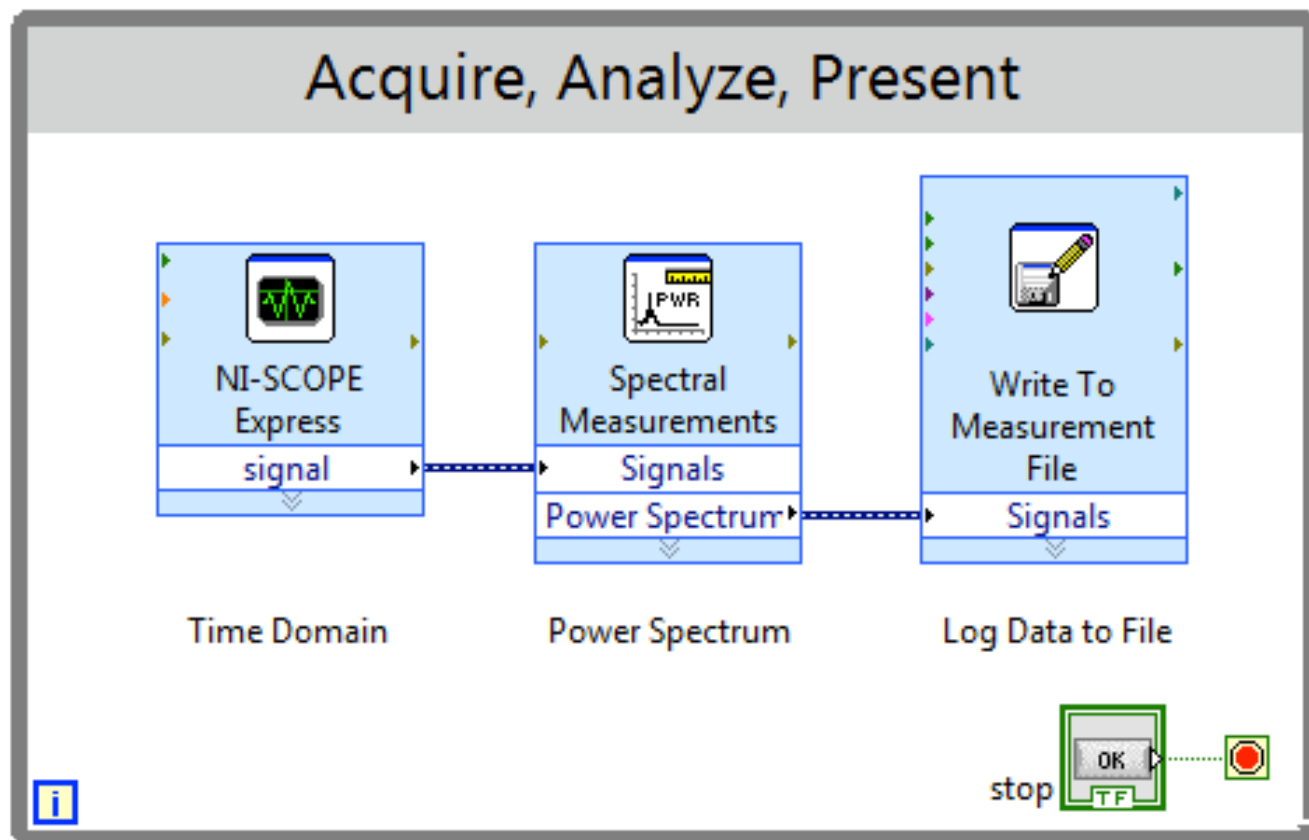 Acquire, Analyze, Present
NI-SCOPE
Express
signal
PWR
Spectral
Measurements
Signals
Power Spectrum
Write To
Measurement
File
Signals
Time Domain
Power Spectrum
Log Data to File
stop
OK
TF
i